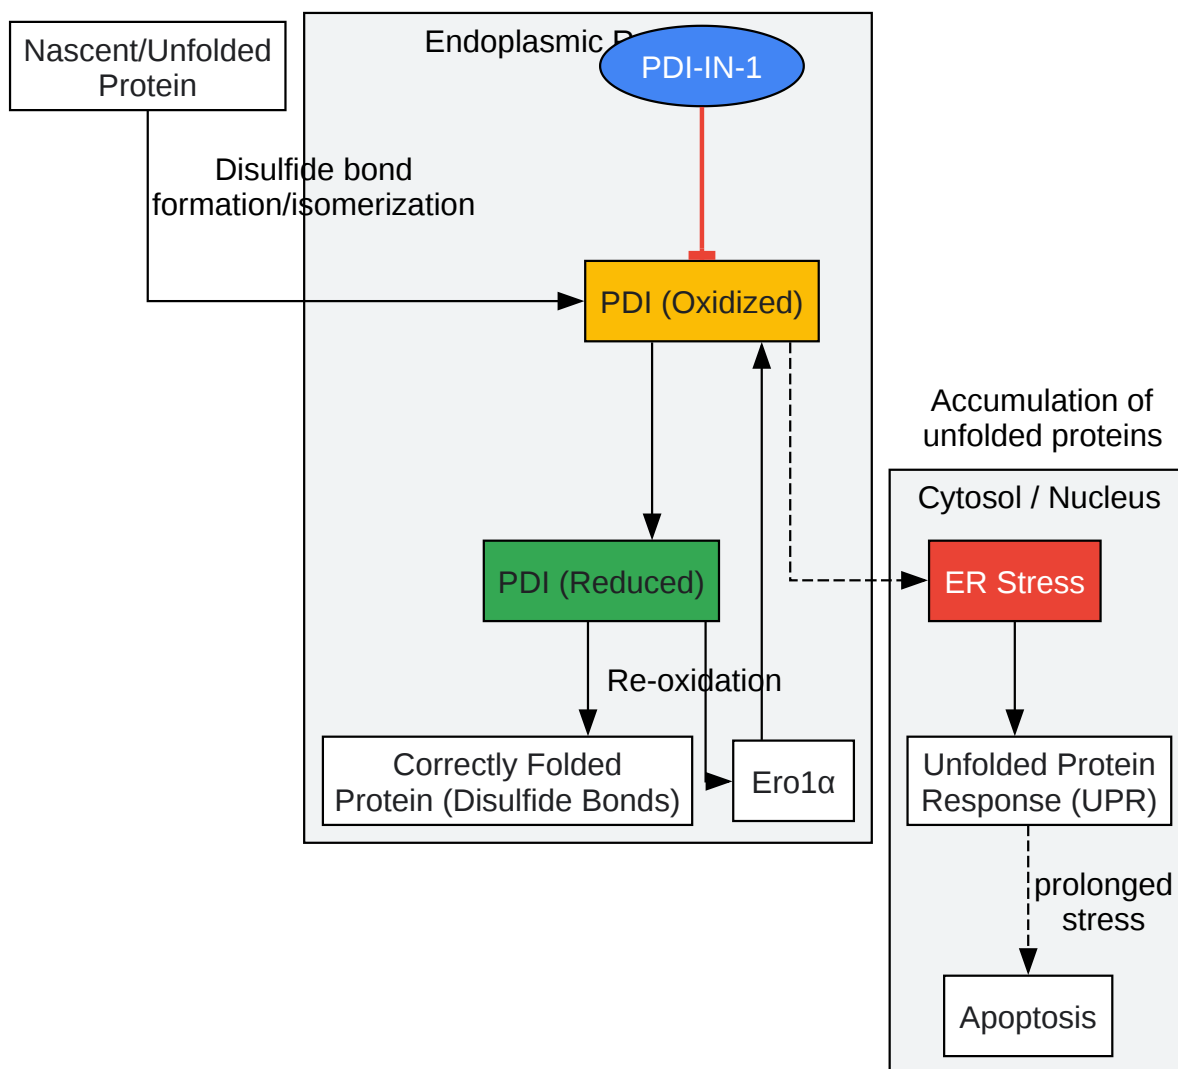 Nascent/Unfolded
Protein
Endoplasmic
PDI-IN-1
Disulfide bond
formation/isomerization
PDI (Oxidized)
Accumulation of
unfolded proteins
Cytosol / Nucleus
PDI (Reduced)
ER Stress
Re-oxidation
Correctly Folded
Protein (Disulfide Bonds)
Ero1α
Unfolded Protein
Response (UPR)
prolonged
stress
Apoptosis